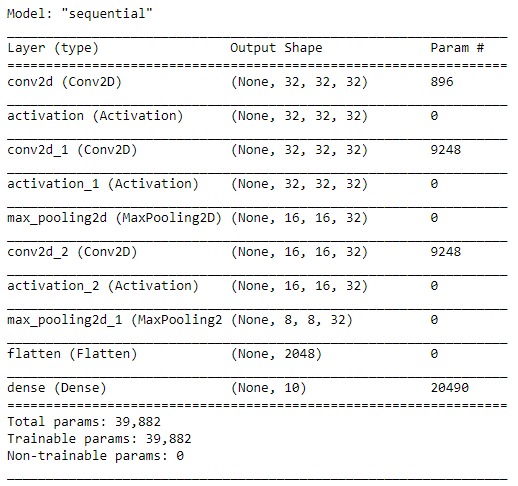 Model: "sequential"
Layer (type) Output Shape Param #
conv2d (Conv2D) (None, 32, 32, 32) 896
activation (Activation) (None, 32, 32, 32) 0
conv2d_1 (Conv2D) (None, 32, 32, 32) 9248
activation_1 (Activation) (None, 32, 32, 32) 0
max_pooling2d (MaxPooling2D) (None, 16, 16, 32) 0
conv2d_2 (Conv2D) (None, 16, 16, 32) 9248
activation_2 (Activation) (None, 16, 16, 32) 0
max_pooling2d_1 (MaxPooling2 (None, 8, 8, 32) 0
flatten (Flatten) (None, 2048) 0
dense (Dense) (None, 10) 20490
Total params: 39,882
Trainable params: 39,882
Non-trainable params: 0